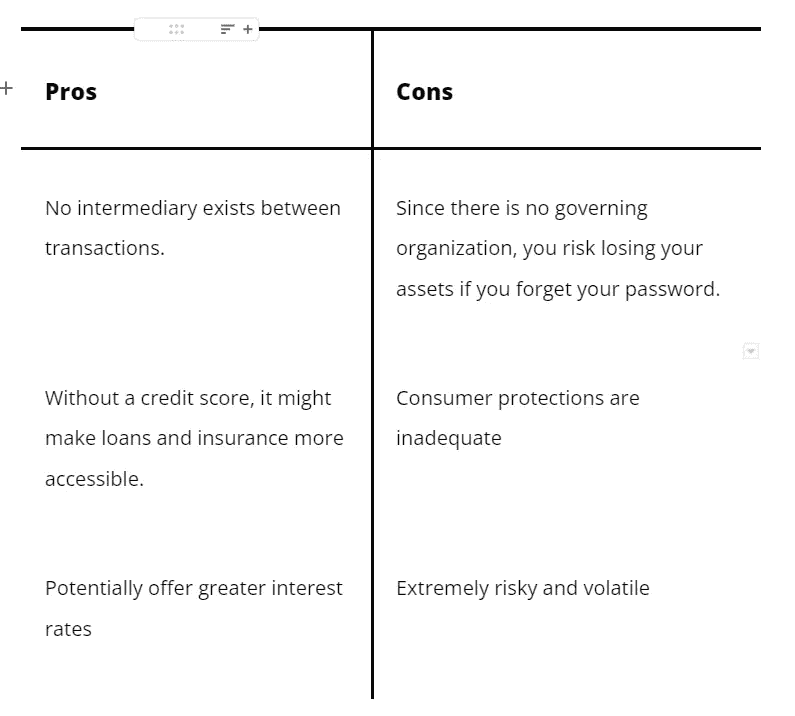 Pros
Cons
No intermediary exists between
transactions.
Since there is no governing
organization, you risk losing your
assets if you forget your password.
Without a credit score, it might
make loans and insurance more
accessible.
Consumer protections are
inadequate
Potentially offer greater interest
rates
Extremely risky and volatile